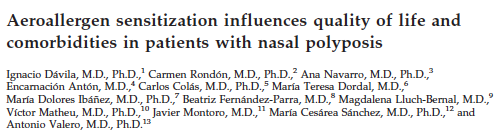 Aeroallergen sensitization influences quality of life and
comorbidities in patients with nasal polyposis
Ignacio Dávila, M.D., Ph.D.,1 Carmen Rondón, M.D., Ph.D.,2 Ana Navarro, M.D.,3
Encarnación Antón, M.D.,4 Carlos Colás, M.D., Ph.D.,5 María Teresa Dordal, M.D.,6
María Dolores Ibáñez, M.D., Ph.D.,7 Beatriz Fernández-Parra, M.D.,8 Magdalena Lluch-Bernal, M.D.,9
Víctor Matheu, M.D., Ph.D.,10 Javier Montoro, M.D.,11 María Cesárea Sánchez, M.D., Ph.D.,12 and
Antonio Valero, M.D., Ph.D.13